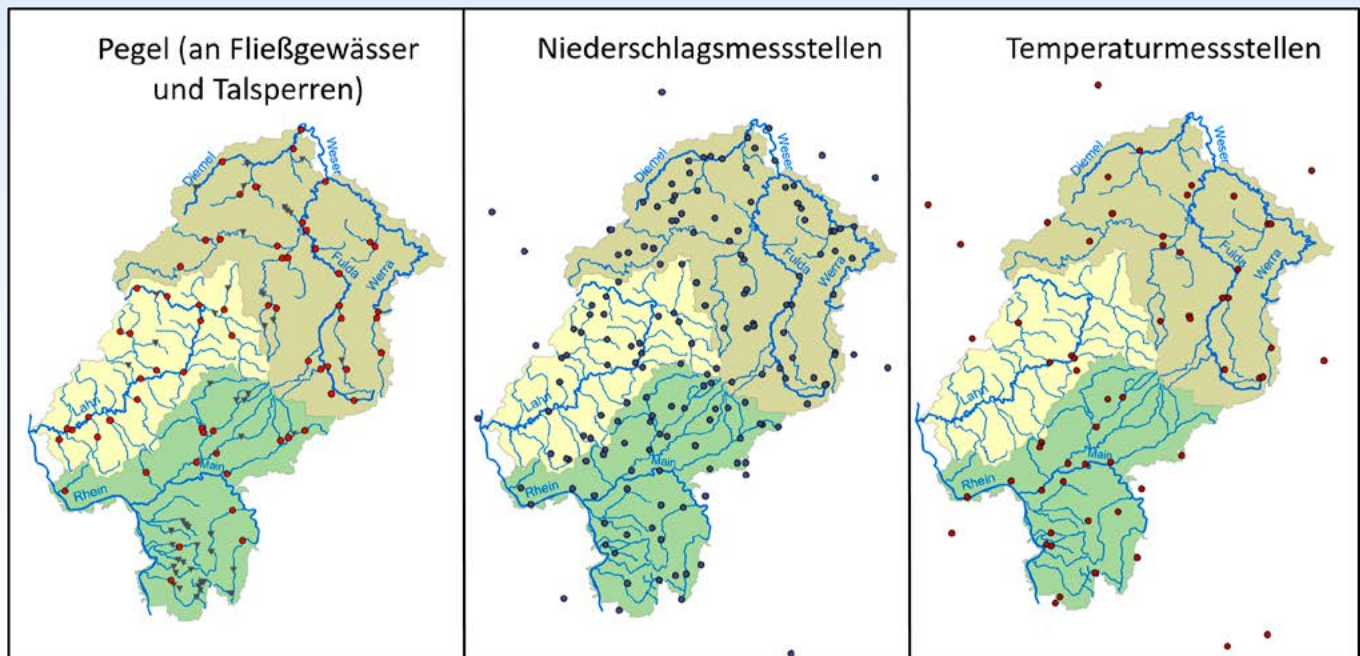 Pegel (an Fließgewässer
und Talsperren)
Diemel
Weser
Fulda
Werra
Lahn
Main
Rhein
Niederschlagsmessstellen
Diemel
Weser
Fulda
Werra
Lahn
Main
Rhein
Temperaturmessstellen
Diemel
Weser
Fulda
Werra
Lahn
Main
Rhein